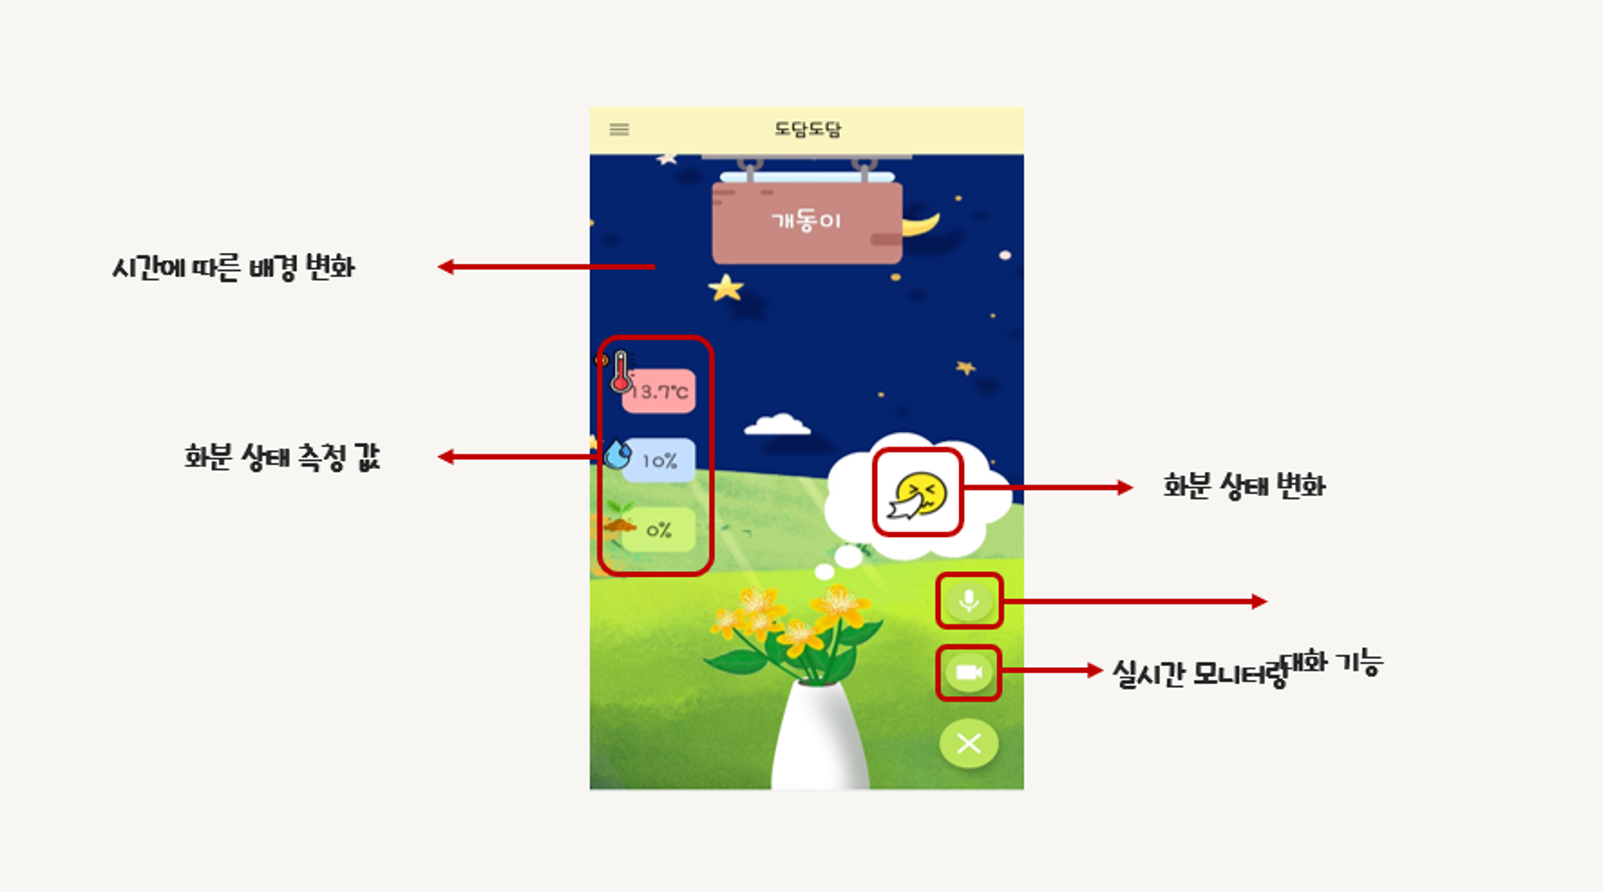 도담도담
개동이
시간에 따른 배경 변화
13.7°C
화분 상태 측정 값
10%
화분 상태 변화
0%
대화 기능
실시간 모니터링